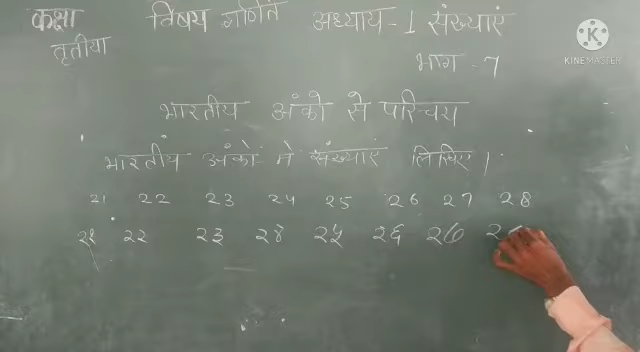 कक्षा विषय गणित अध्याय-1 संख्याएं
तृतीया भाग-7
KINEMASTER
भारतीय अंको से परिचय
भारतीय अंको मे संख्याएं लिखिए।
21 22 23 24 25 26 27 28
२१ २२ २३ २४ २५ २६ २७